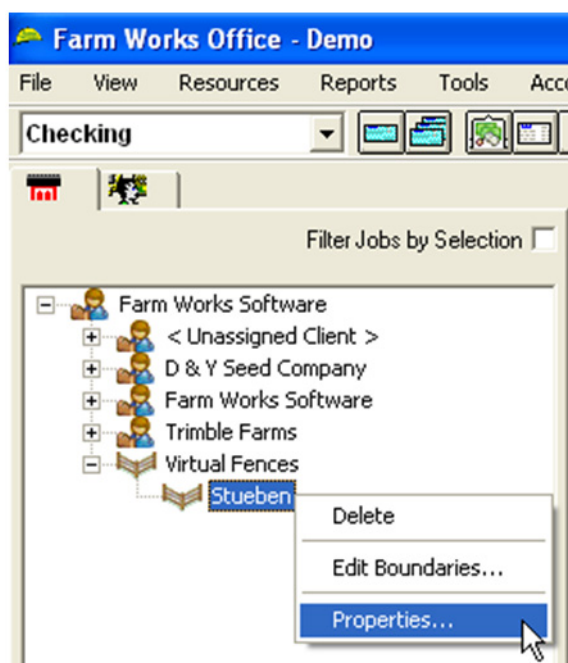 Farm Works Office - Demo
File View Resources Reports Tools Acc
Checking
Filter Jobs by Selection
Farm Works Software
< Unassigned Client >
D & Y Seed Company
Farm Works Software
Trimble Farms
Virtual Fences
Stueben
Delete
Edit Boundaries...
Properties...